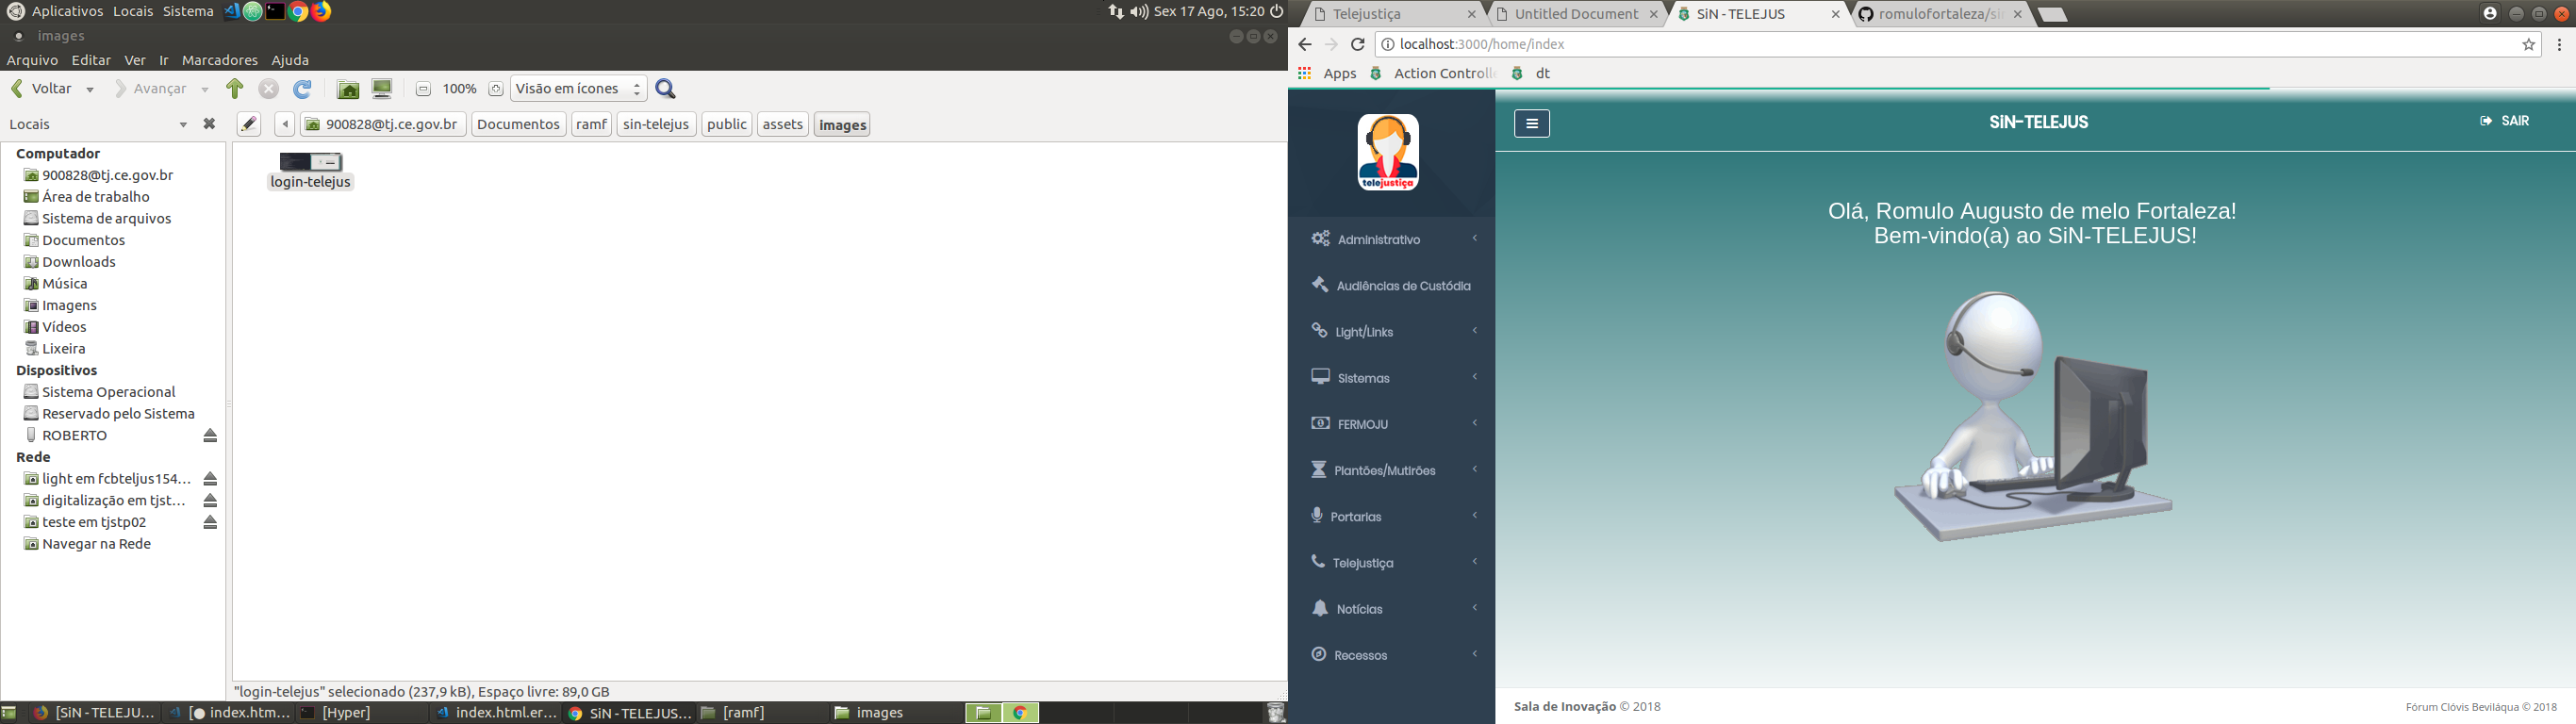 Aplicativos Locais Sistema
Sex 17 Ago, 15:20
images
Arquivo Editar Ver Ir Marcadores Ajuda
Voltar Avançar 100% Visão em ícones
Locais
900828@tj.ce.gov.br Documentos ramf sin-telejus public assets images
Computador
900828@tj.ce.gov.br
Área de trabalho
Sistema de arquivos
Documentos
Downloads
Música
Imagens
Vídeos
Lixeira
Dispositivos
Sistema Operacional
Reservado pelo Sistema
ROBERTO
Rede
light em fcbteljus154...
digitalização em tjst...
teste em tjstp02
Navegar na Rede
login-telejus
"login-telejus" selecionado (237,9 kB), Espaço livre: 89,0 GB
[SiN - TELEJU... [● index.htm... [Hyper] index.html.er... SiN - TELEJUS... [ramf] images
Telejustiça Untitled Document SiN - TELEJUS romulofortaleza/sin
localhost:3000/home/index
Apps Action Controlle dt
telejustiça
SiN-TELEJUS
SAIR
Administrativo
Audiências de Custódia
Light/Links
Sistemas
FERMOJU
Plantões/Mutirões
Portarias
Telejustiça
Notícias
Recessos
Olá, Romulo Augusto de melo Fortaleza!
Bem-vindo(a) ao SiN-TELEJUS!
Sala de Inovação © 2018
Fórum Clóvis Beviláqua © 2018